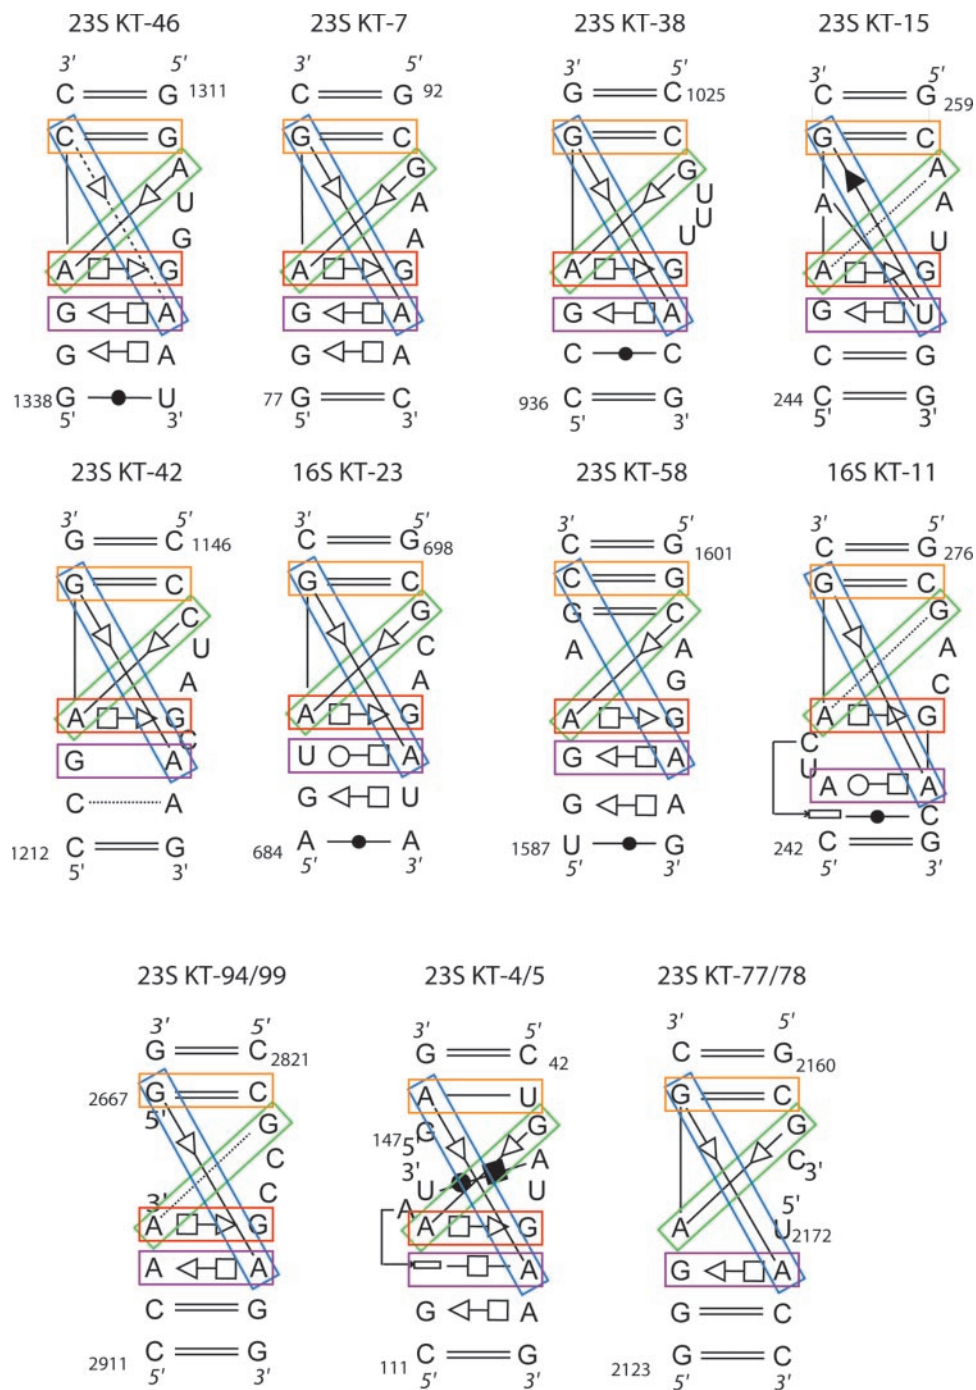 23S KT-46 23S KT-7 23S KT-38 23S KT-15
3' 5' 3' 5' 3' 5' 3' 5'
C G 1311 C G 92 G C 1025 C G 259
C G G C G C G C
A G G A
U A U A A
G A U U U
A G A G A G A G
G A G A G A G U
G A G A C C C G
1338 G U 77 G C 936 C G 244 C G
5' 3' 5' 3' 5' 3' 5' 3'
23S KT-42 16S KT-23 23S KT-58 16S KT-11
3' 5' 3' 5' 3' 5' 3' 5'
G C 1146 C G 698 C G 1601 C G 276
G C G C C G G C
C G G C G
U C A A A
A A G C
A G A G A G A G
C C
G A U A G A U A A
C A G U G A C
1212 C G 684 A A 1587 U G 242 C G
5' 3' 5' 3' 5' 3' 5' 3'
23S KT-94/99 23S KT-4/5 23S KT-77/78
3' 5' 3' 5' 3' 5'
G C 2821 G C 42 C G 2160
2667 G C A U G C
5' G 147 G 5' G G
C 3' A C 3'
3' C U U 5'
A G A A G A U 2172
A A A G A
C G G A G C
2911 C G 111 C G 2123 G C
5' 3' 5' 3' 5' 3'